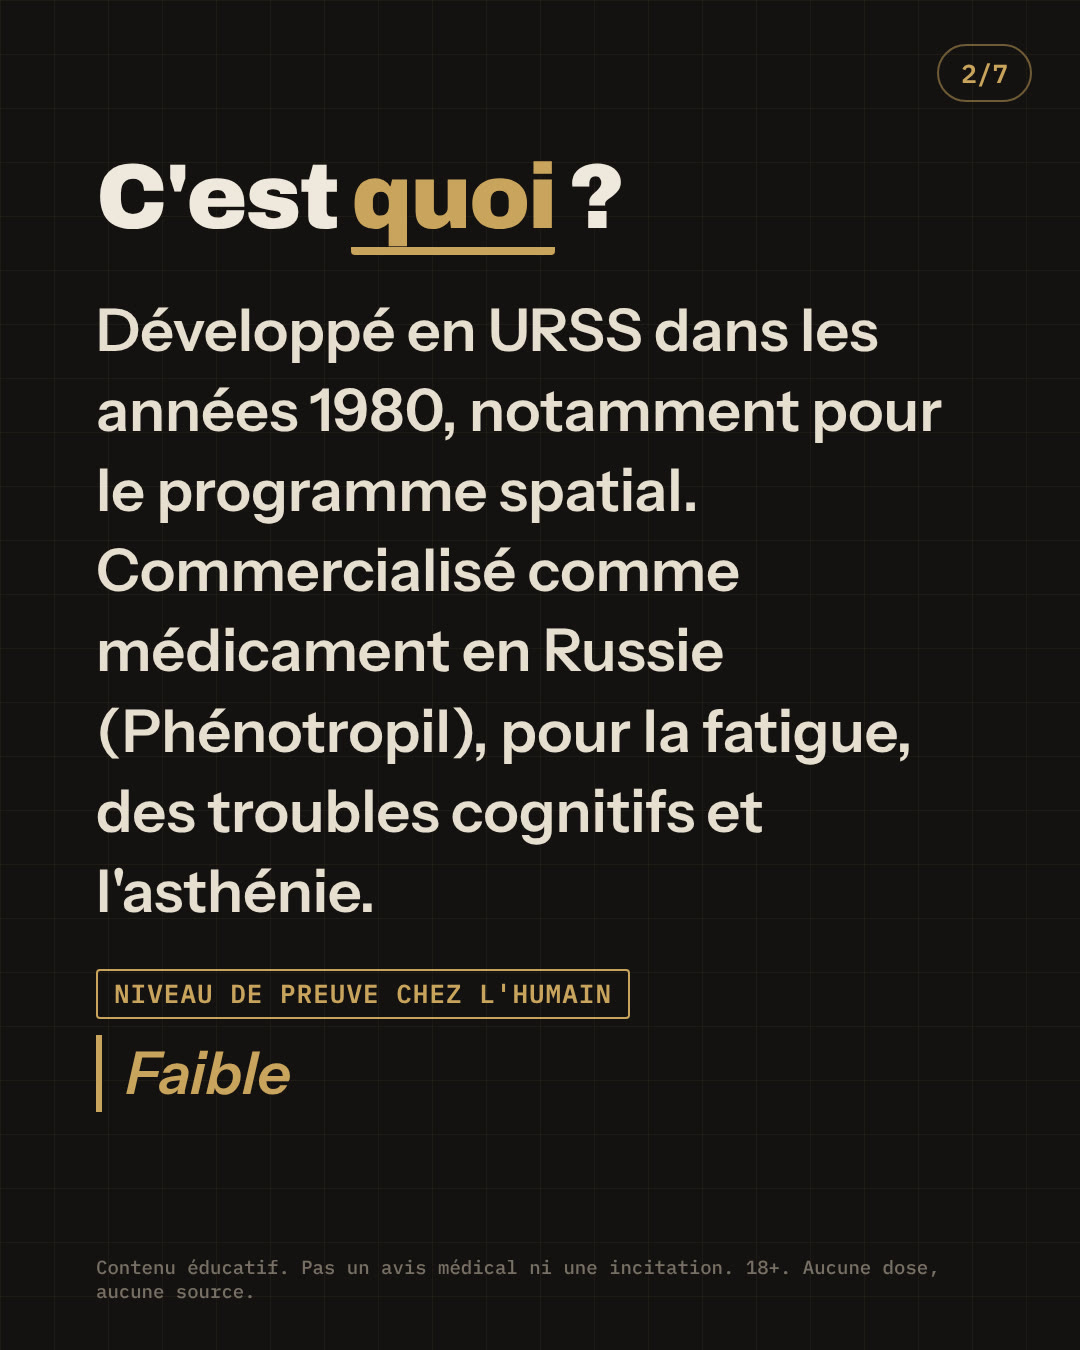 2/7
C'est quoi ?
Développé en URSS dans les
années 1980, notamment pour
le programme spatial.
Commercialisé comme
médicament en Russie
(Phénotropil), pour la fatigue,
des troubles cognitifs et
l'asthénie.
NIVEAU DE PREUVE CHEZ L'HUMAIN
Faible
Contenu éducatif. Pas un avis médical ni une incitation. 18+. Aucune dose,
aucune source.